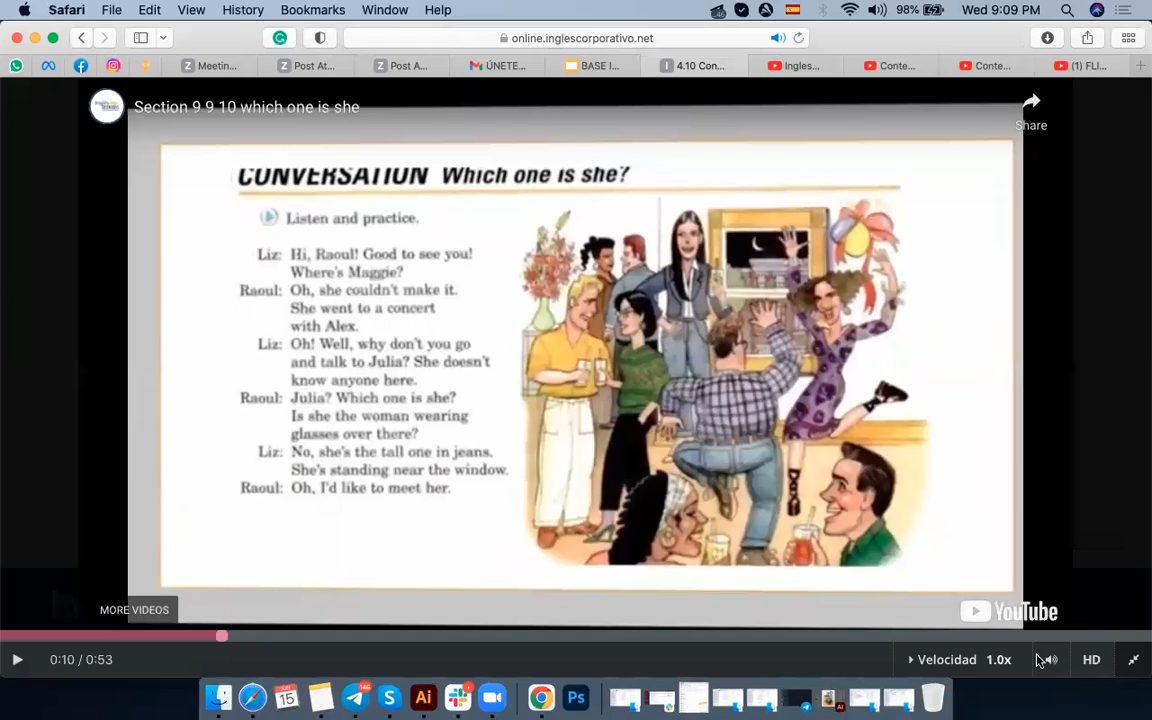 Safari File Edit View History Bookmarks Window Help 98% Wed 9:09 PM
online.inglescorporativo.net
Meetin... Post At... Post A... ÚNETE... BASE I... 4.10 Con... Ingles... Conte... Conte... (1) FLI...
Section 9 9 10 which one is she
Share
CONVERSATION Which one is she?
Listen and practice.
Liz: Hi, Raoul! Good to see you!
Where's Maggie?
Raoul: Oh, she couldn't make it.
She went to a concert
with Alex.
Liz: Oh! Well, why don't you go
and talk to Julia? She doesn't
know anyone here.
Raoul: Julia? Which one is she?
Is she the woman wearing
glasses over there?
Liz: No, she's the tall one in jeans.
She's standing near the window.
Raoul: Oh, I'd like to meet her.
MORE VIDEOS
YouTube
0:10 / 0:53 Velocidad 1.0x HD
JUN
15
Ai
Ps